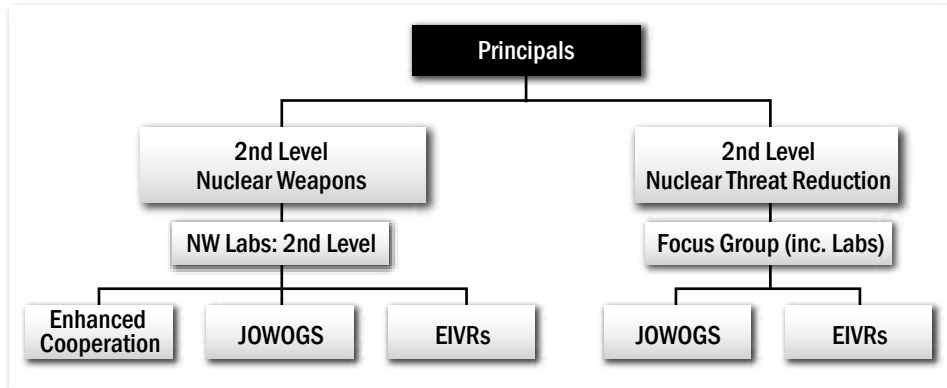 Principals
2nd Level
Nuclear Weapons
2nd Level
Nuclear Threat Reduction
NW Labs: 2nd Level
Focus Group (inc. Labs)
Enhanced
Cooperation
JOWOGS
EIVRs
JOWOGS
EIVRs